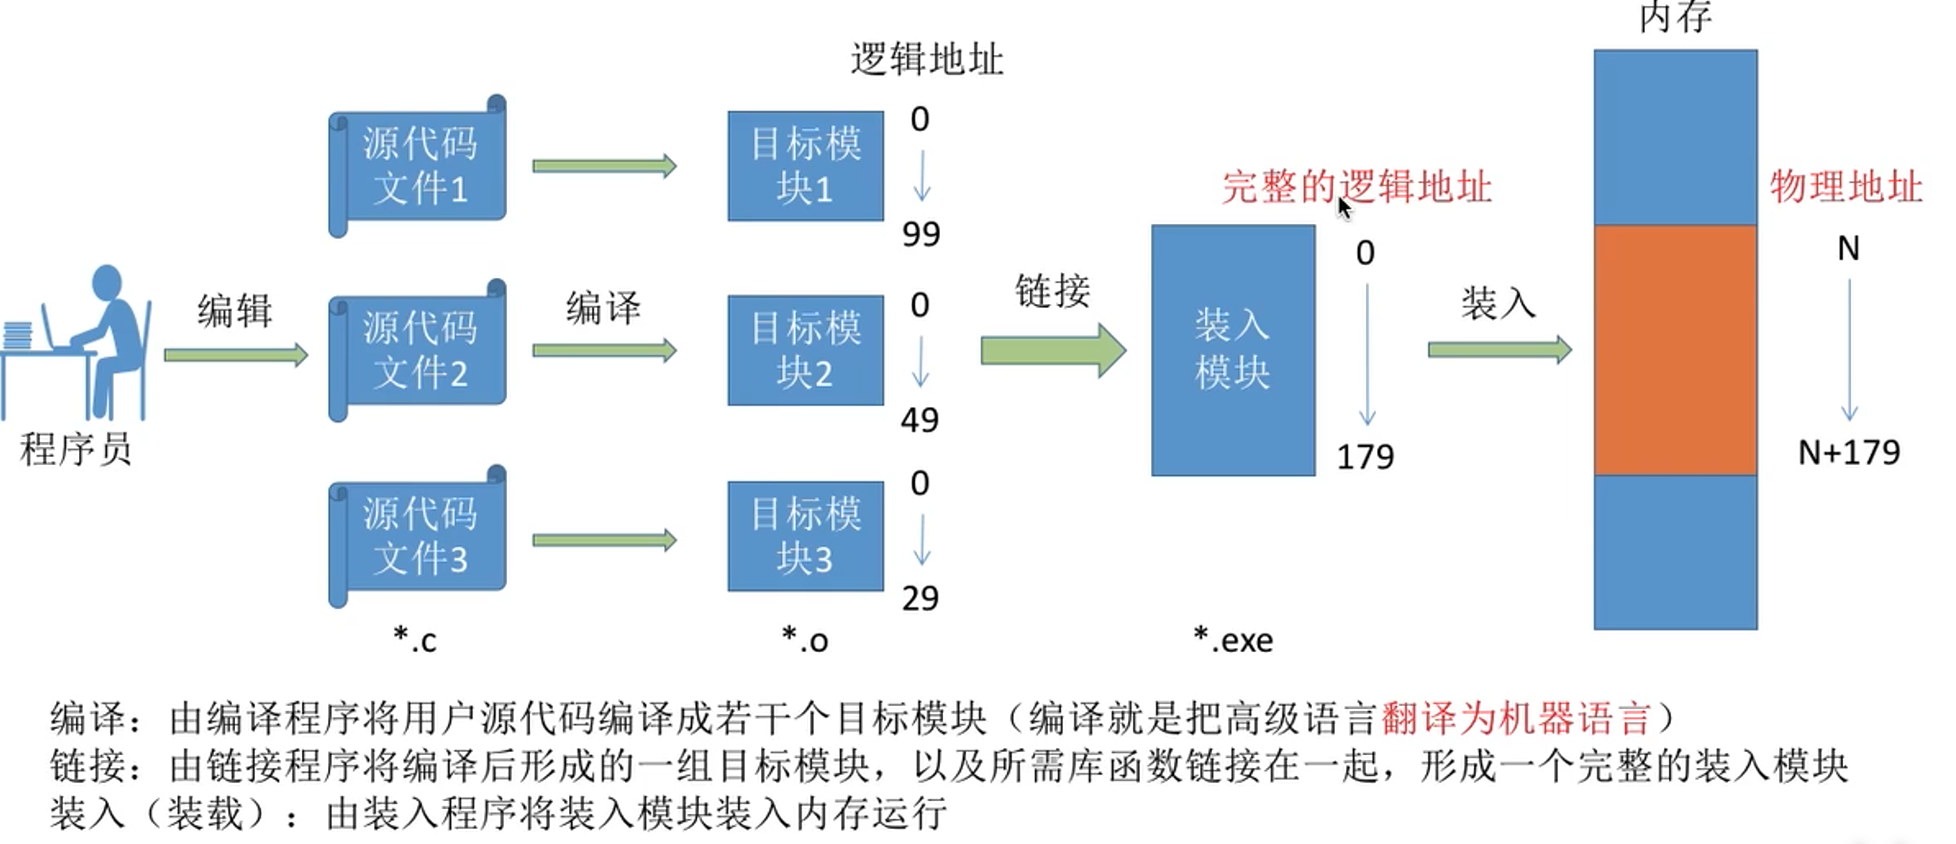 内存
逻辑地址
源代码
文件1
目标模
块1
0
99
完整的逻辑地址
物理地址
程序员
编辑
源代码
文件2
编译
目标模
块2
0
49
链接
装入
模块
0
179
装入
N
N+179
源代码
文件3
目标模
块3
0
29
*.c
*.o
*.exe
编译：由编译程序将用户源代码编译成若干个目标模块（编译就是把高级语言翻译为机器语言）
链接：由链接程序将编译后形成的一组目标模块，以及所需库函数链接在一起，形成一个完整的装入模块
装入（装载）：由装入程序将装入模块装入内存运行